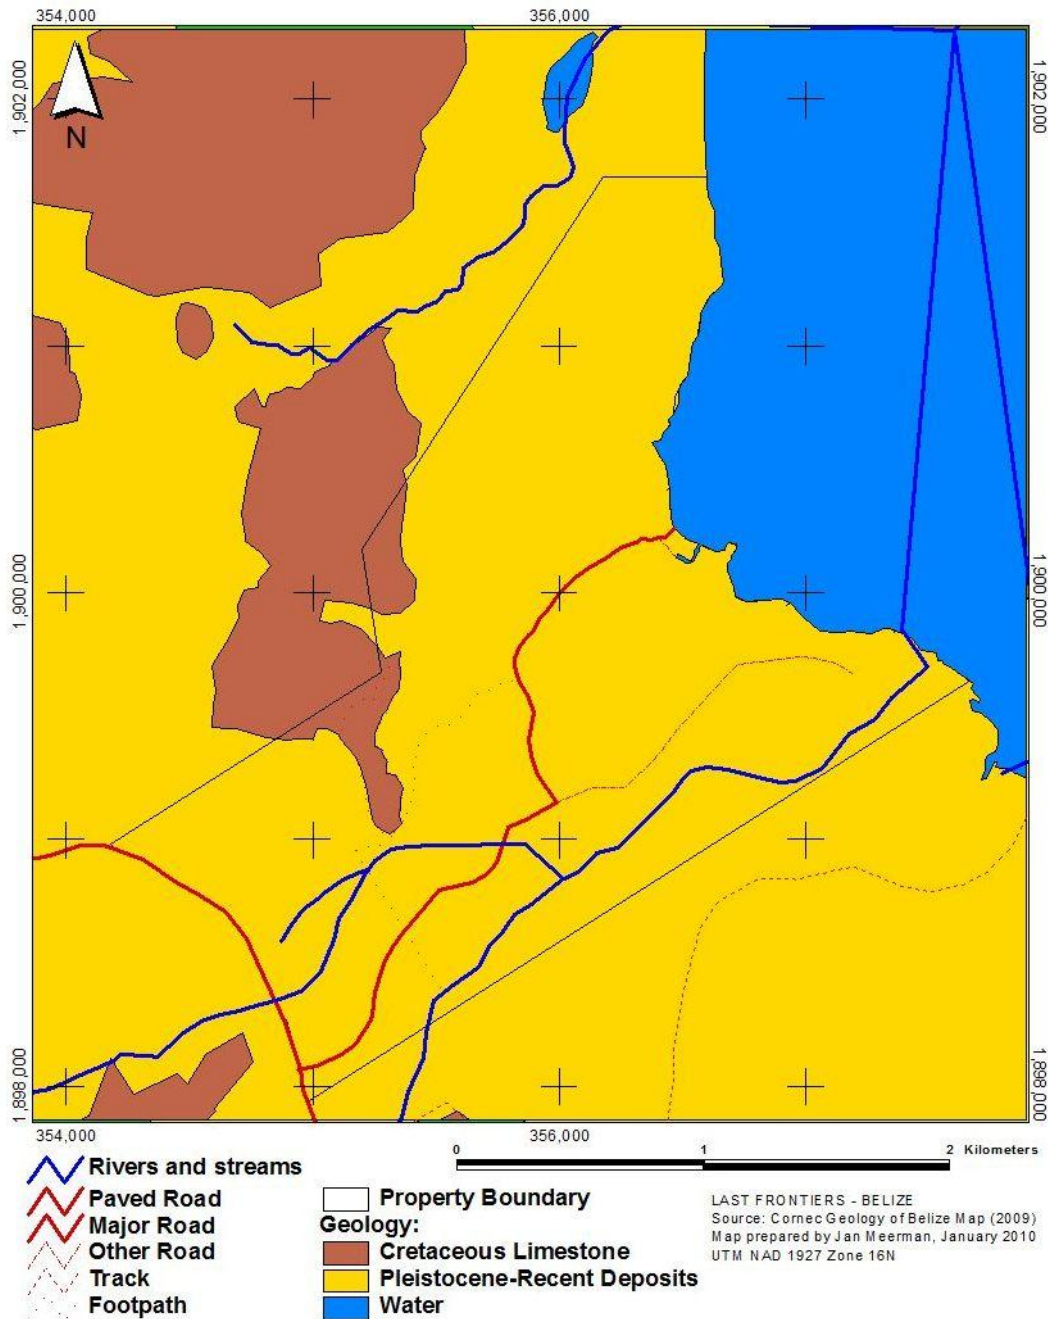 354,000
356,000
1,902,000
1,902,000
N
1,900,000
1,900,000
1,898,000
1,898,000
354,000
356,000
0 1 2 Kilometers
Rivers and streams
Paved Road
Major Road
Other Road
Track
Footpath
Property Boundary
Geology:
Cretaceous Limestone
Pleistocene-Recent Deposits
Water
LAST FRONTIERS - BELIZE
Source: Cornec Geology of Belize Map (2009)
Map prepared by Jan Meerman, January 2010
UTM NAD 1927 Zone 16N